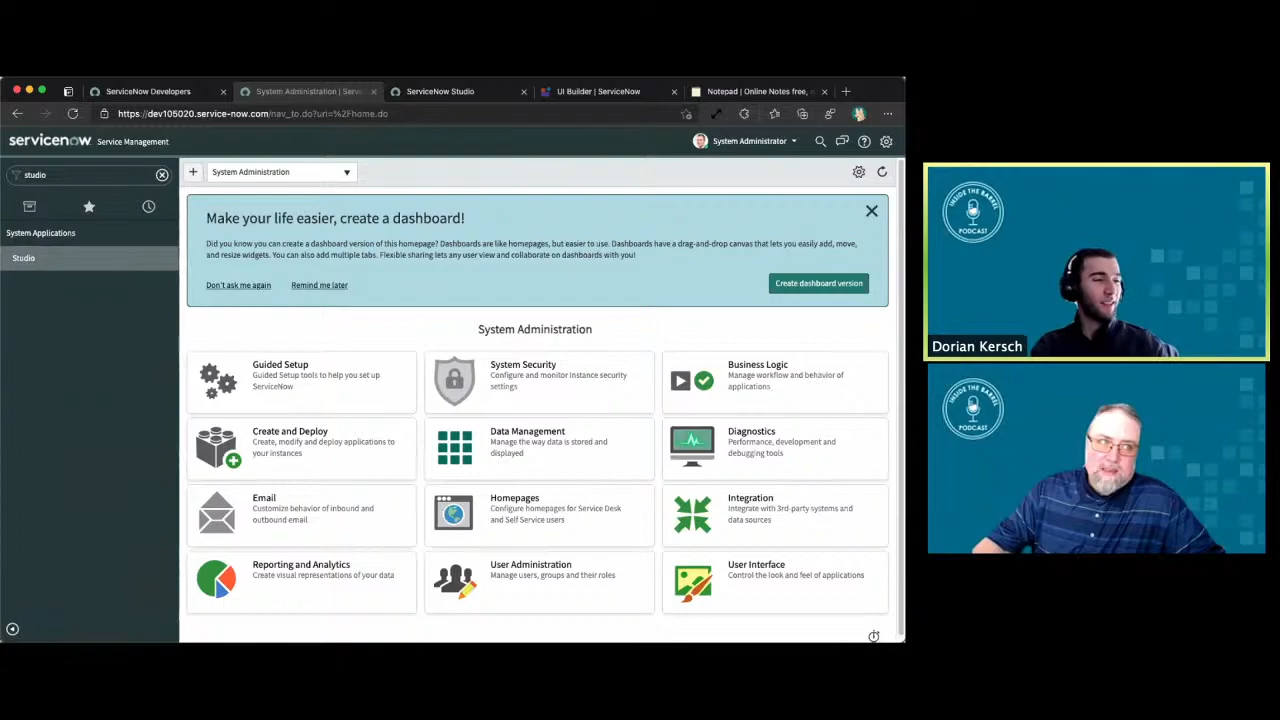 ServiceNow Developers
System Administration | Serv
ServiceNow Studio
UI Builder | ServiceNow
Notepad | Online Notes free,
https://dev105020.service-now.com/nav_to.do?uri=%2Fhome.do
servicenow Service Management
System Administrator
studio
System Applications
Studio
System Administration
Make your life easier, create a dashboard!
Did you know you can create a dashboard version of this homepage? Dashboards are like homepages, but easier to use. Dashboards have a drag-and-drop canvas that lets you easily add, move,
and resize widgets. You can also add multiple tabs. Flexible sharing lets any user view and collaborate on dashboards with you!
Don't ask me again
Remind me later
Create dashboard version
System Administration
Guided Setup
Guided Setup tools to help you set up
ServiceNow
System Security
Configure and monitor instance security
settings
Business Logic
Manage workflow and behavior of
applications
Create and Deploy
Create, modify and deploy applications to
your instances
Data Management
Manage the way data is stored and
displayed
Diagnostics
Performance, development and
debugging tools
Email
Customize behavior of inbound and
outbound email
Homepages
Configure homepages for Service Desk
and Self Service users
Integration
Integrate with 3rd-party systems and
data sources
Reporting and Analytics
Create visual representations of your data
User Administration
Manage users, groups and their roles
User Interface
Control the look and feel of applications
INSIDE THE BARREL
PODCAST
Dorian Kersch
INSIDE THE BARREL
PODCAST